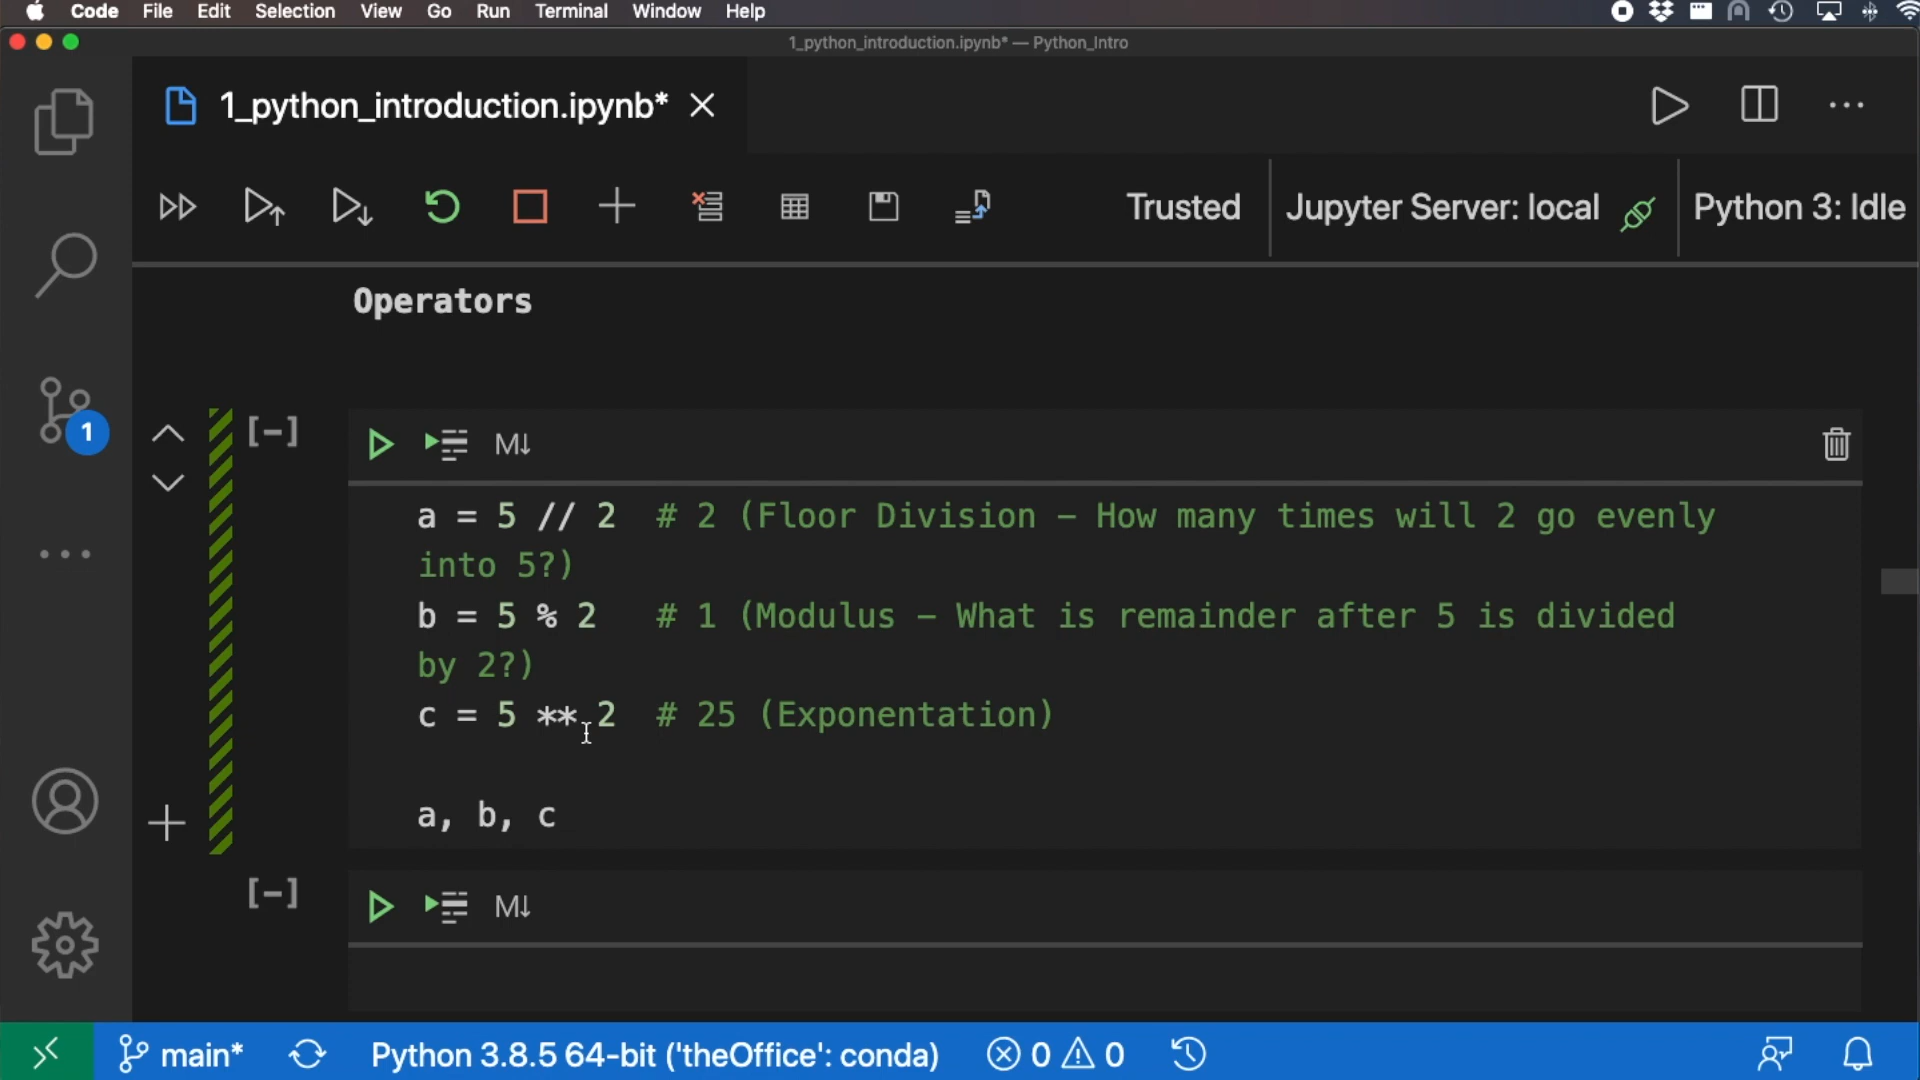 Code File Edit Selection View Go Run Terminal Window Help
1_python_introduction.ipynb* — Python_Intro
1_python_introduction.ipynb*
Trusted
Jupyter Server: local
Python 3: Idle
Operators
1
[-]
M↓
a = 5 // 2 # 2 (Floor Division – How many times will 2 go evenly
into 5?)
b = 5 % 2 # 1 (Modulus – What is remainder after 5 is divided
by 2?)
c = 5 ** 2 # 25 (Exponentation)
a, b, c
[-]
M↓
main* Python 3.8.5 64-bit ('theOffice': conda) 0 0